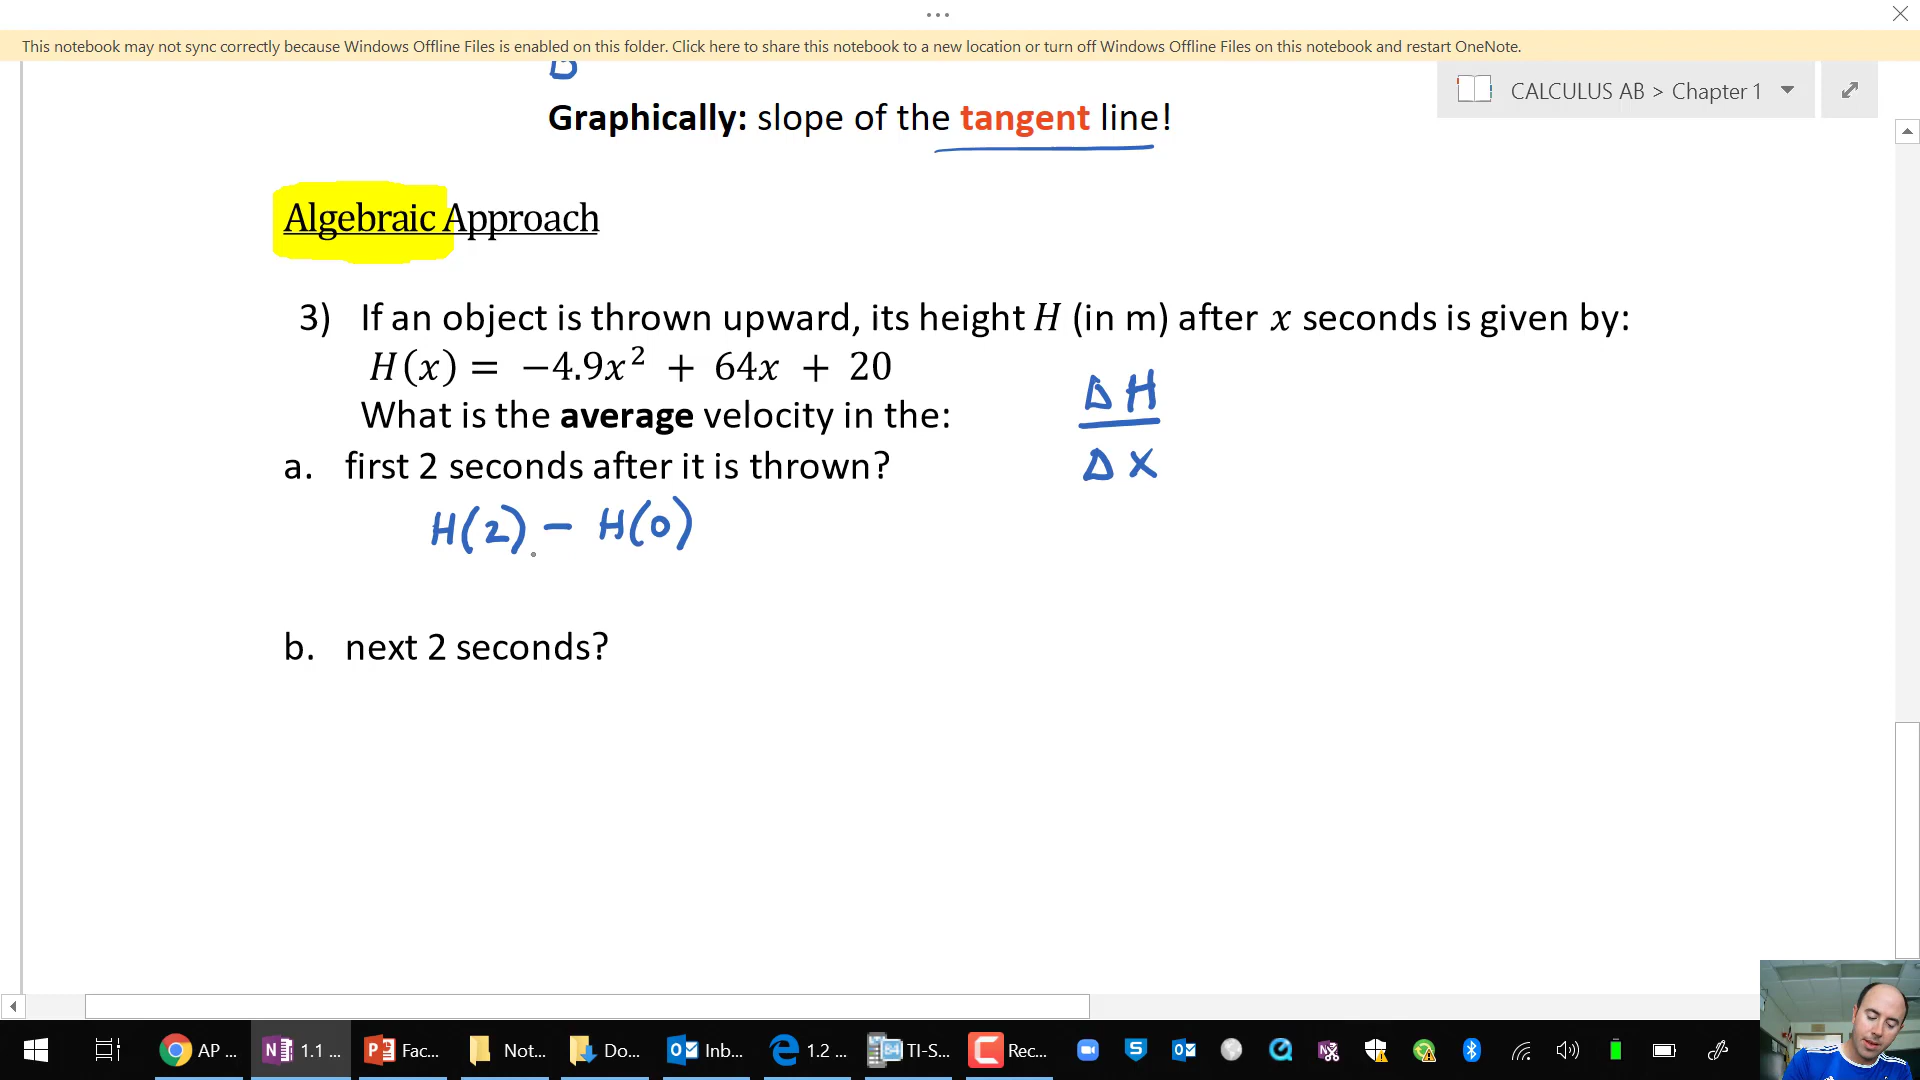 This notebook may not sync correctly because Windows Offline Files is enabled on this folder. Click here to share this notebook to a new location or turn off Windows Offline Files on this notebook and restart OneNote.
CALCULUS AB > Chapter 1
Graphically: slope of the tangent line!
Algebraic Approach
3) If an object is thrown upward, its height H (in m) after x seconds is given by:
H(x) = −4.9x² + 64x + 20
What is the average velocity in the:
ΔH
ΔX
a. first 2 seconds after it is thrown?
H(2) − H(0)
b. next 2 seconds?
AP ... 1.1 ... Fac... Not... Do... Inb... 1.2 ... TI-S... Rec...